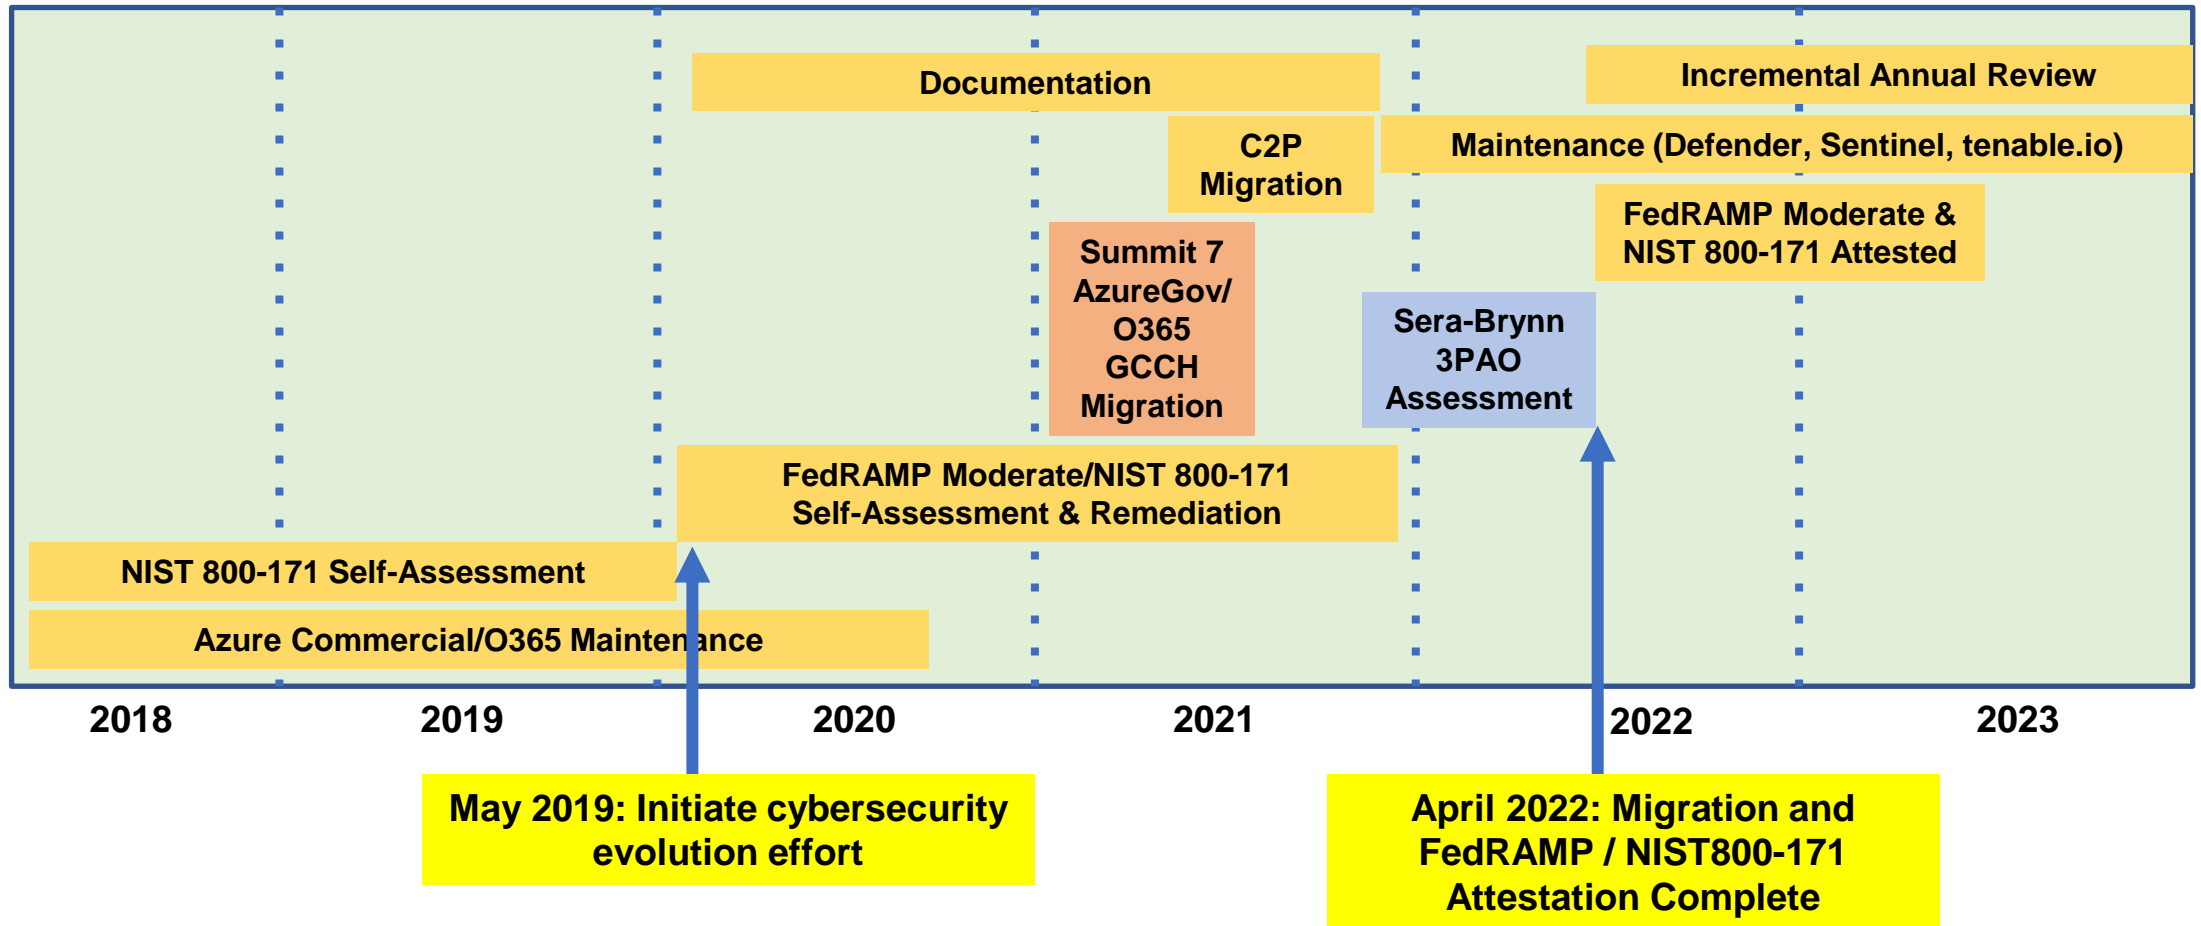 Documentation
Incremental Annual Review
C2P
Migration
Maintenance (Defender, Sentinel, tenable.io)
FedRAMP Moderate &
NIST 800-171 Attested
Summit 7
AzureGov/
O365
GCCH
Migration
Sera-Brynn
3PAO
Assessment
FedRAMP Moderate/NIST 800-171
Self-Assessment & Remediation
NIST 800-171 Self-Assessment
Azure Commercial/O365 Maintenance
2018
2019
2020
2021
2022
2023
May 2019: Initiate cybersecurity
evolution effort
April 2022: Migration and
FedRAMP / NIST800-171
Attestation Complete